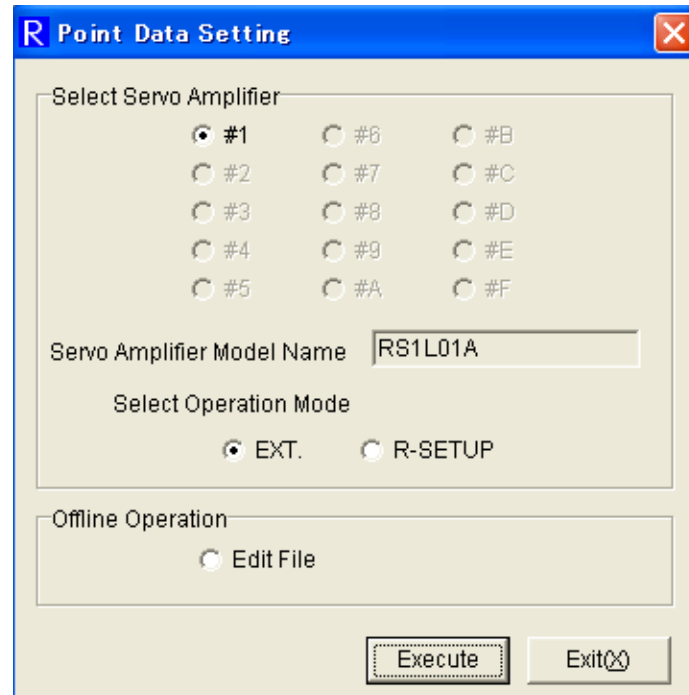 R Point Data Setting
Select Servo Amplifier
#1 #6 #B
#2 #7 #C
#3 #8 #D
#4 #9 #E
#5 #A #F
Servo Amplifier Model Name RS1L01A
Select Operation Mode
EXT. R-SETUP
Offline Operation
Edit File
Execute Exit(X)